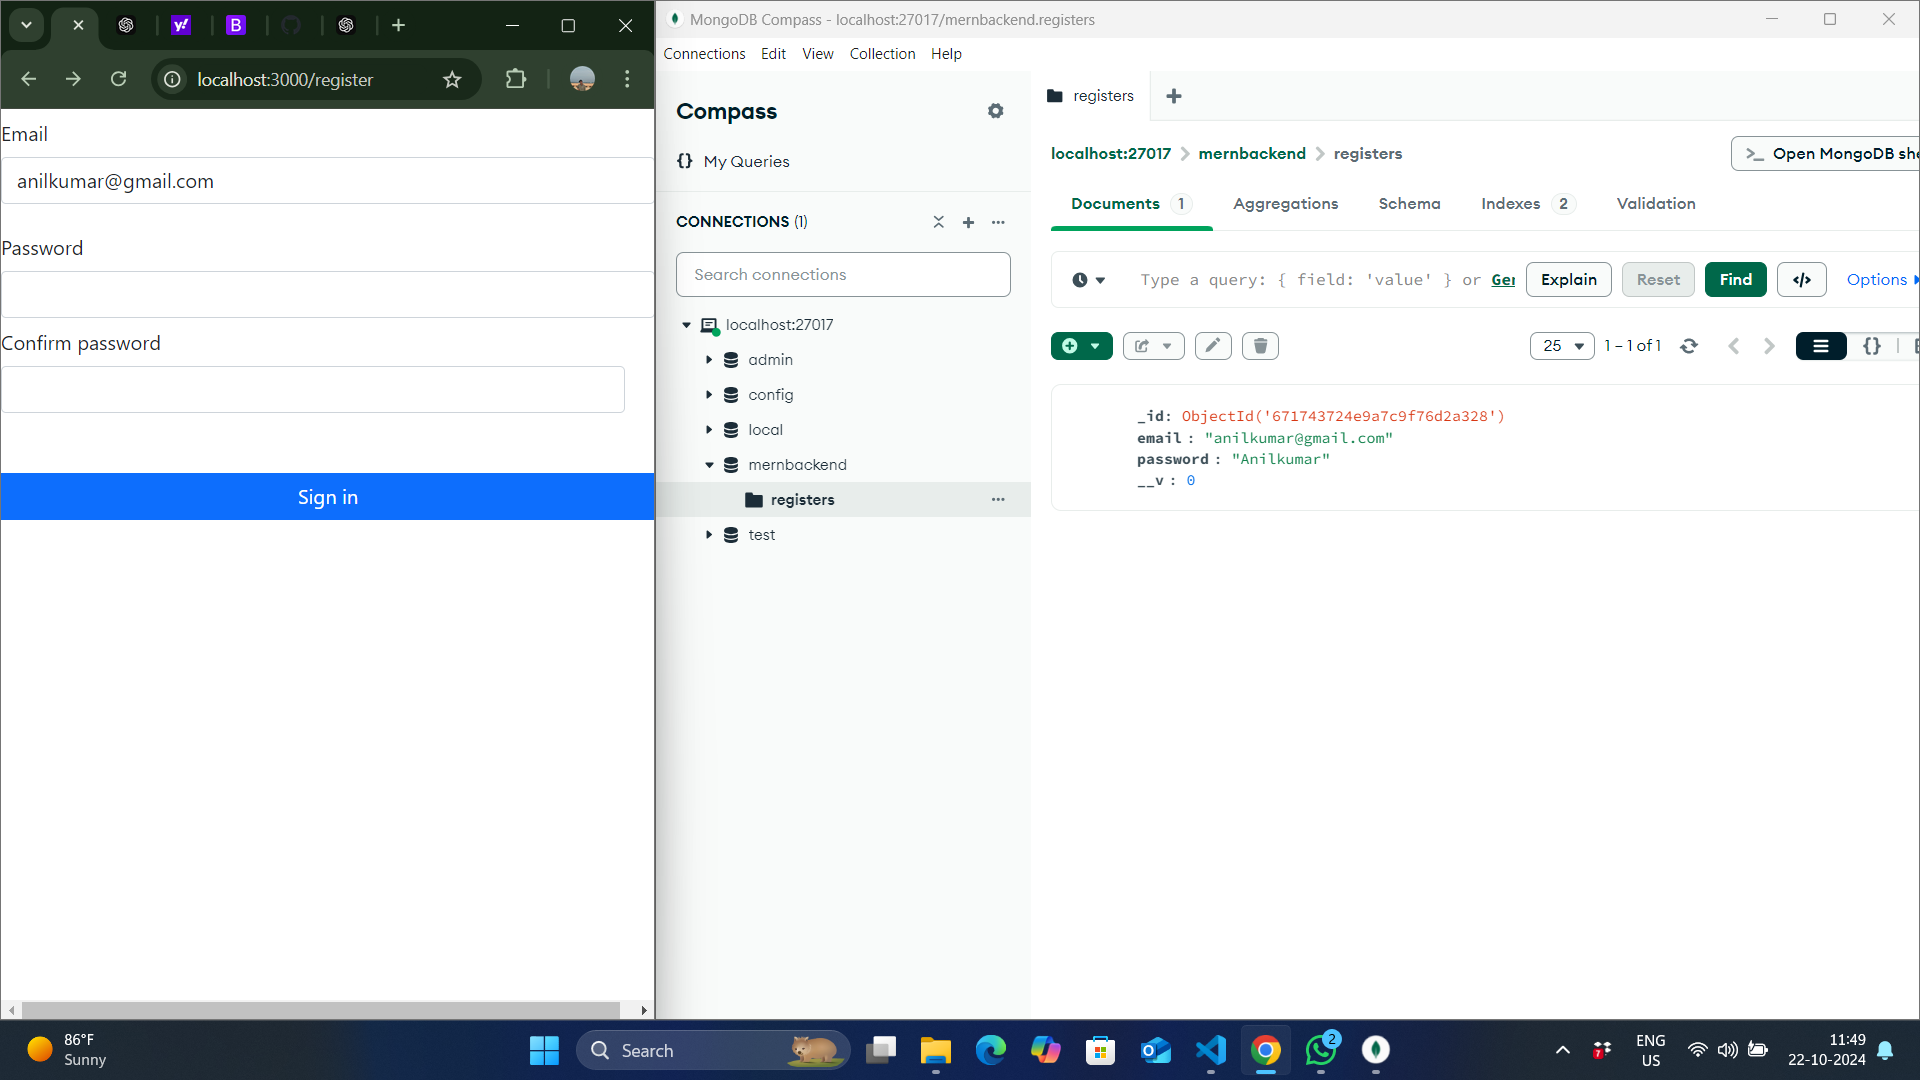 localhost:3000/register
Email
anilkumar@gmail.com
Password
Confirm password
Sign in
MongoDB Compass - localhost:27017/mernbackend.registers
Connections Edit View Collection Help
Compass
{} My Queries
CONNECTIONS (1)
Search connections
localhost:27017
admin
config
local
mernbackend
registers
test
registers
localhost:27017 > mernbackend > registers
>_ Open MongoDB she
Documents 1 Aggregations Schema Indexes 2 Validation
Type a query: { field: 'value' } or Ger Explain Reset Find </> Options
25 1 – 1 of 1 {}
_id: ObjectId('671743724e9a7c9f76d2a328')
email : "anilkumar@gmail.com"
password : "Anilkumar"
__v : 0
86°F
Sunny
Search
2
7
ENG
US
11:49
22-10-2024